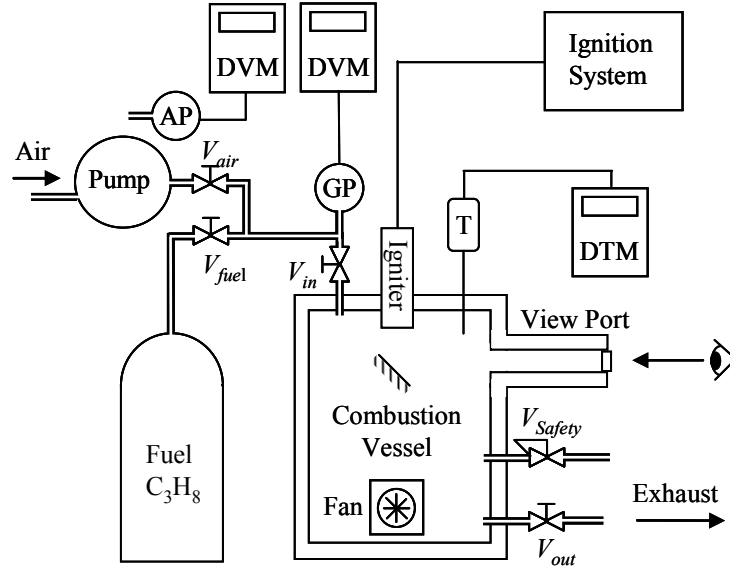 DVM
DVM
Ignition
System
AP
Air
V_air
Pump
GP
T
V_fuel
V_in
Igniter
DTM
View Port
Combustion
Vessel
V_Safety
Fuel
C₃H₈
Fan
Exhaust
V_out